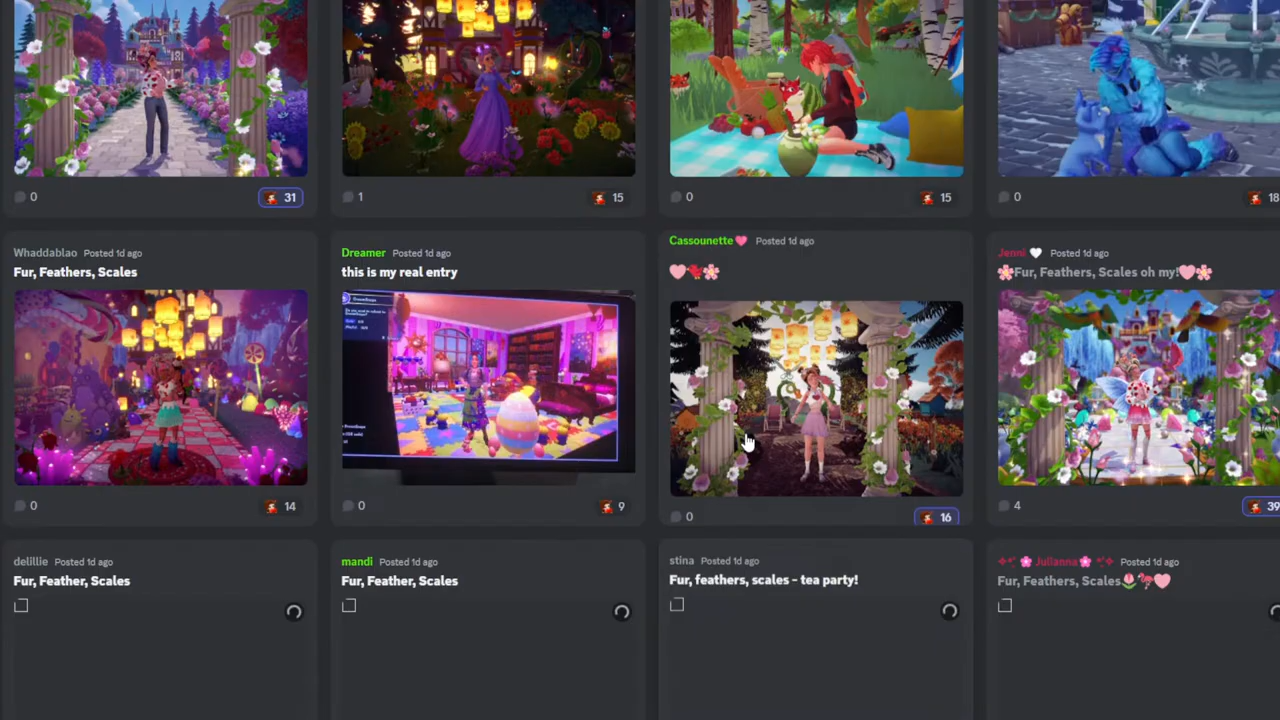 0
31
1
15
0
15
0
18
Whaddablao Posted 1d ago
Fur, Feathers, Scales
0
14
Dreamer Posted 1d ago
this is my real entry
0
9
Cassounette🩷 Posted 1d ago
🩷🐦‍🔥🌸
0
16
Jenni 🤍 Posted 1d ago
🌸Fur, Feathers, Scales oh my!🩷🌸
4
39
delillie Posted 1d ago
Fur, Feather, Scales
mandi Posted 1d ago
Fur, Feather, Scales
stina Posted 1d ago
Fur, feathers, scales - tea party!
Julianna🌸 Posted 1d ago
Fur, Feathers, Scales🌷🦩🩷